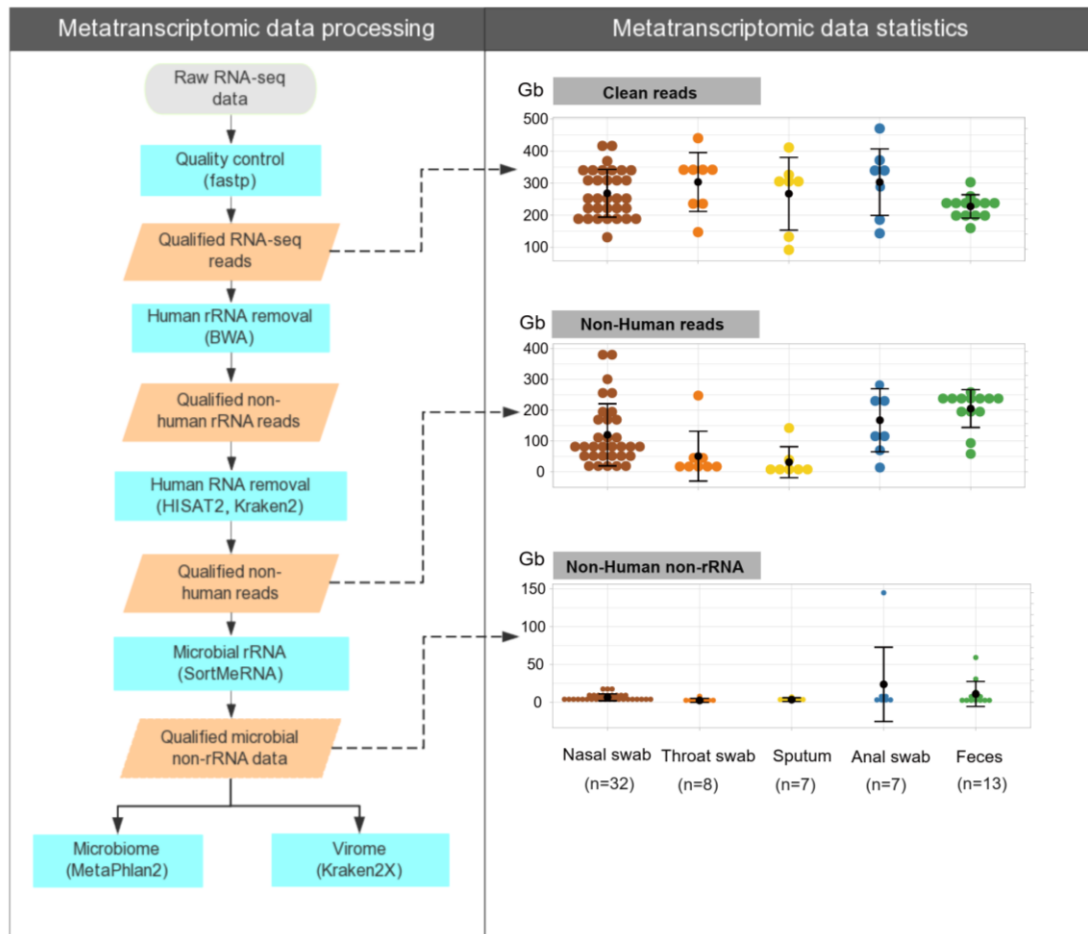 Metatranscriptomic data processing
Raw RNA-seq
data
Quality control
(fastp)
Qualified RNA-seq
reads
Human rRNA removal
(BWA)
Qualified non-
human rRNA reads
Human RNA removal
(HISAT2, Kraken2)
Qualified non-
human reads
Microbial rRNA
(SortMeRNA)
Qualified microbial
non-rRNA data
Microbiome
(MetaPhlan2)
Virome
(Kraken2X)
Metatranscriptomic data statistics
Gb
Clean reads
500
400
300
200
100
Gb
Non-Human reads
400
300
200
100
0
Gb
Non-Human non-rRNA
150
100
50
0
Nasal swab Throat swab Sputum Anal swab Feces
(n=32) (n=8) (n=7) (n=7) (n=13)